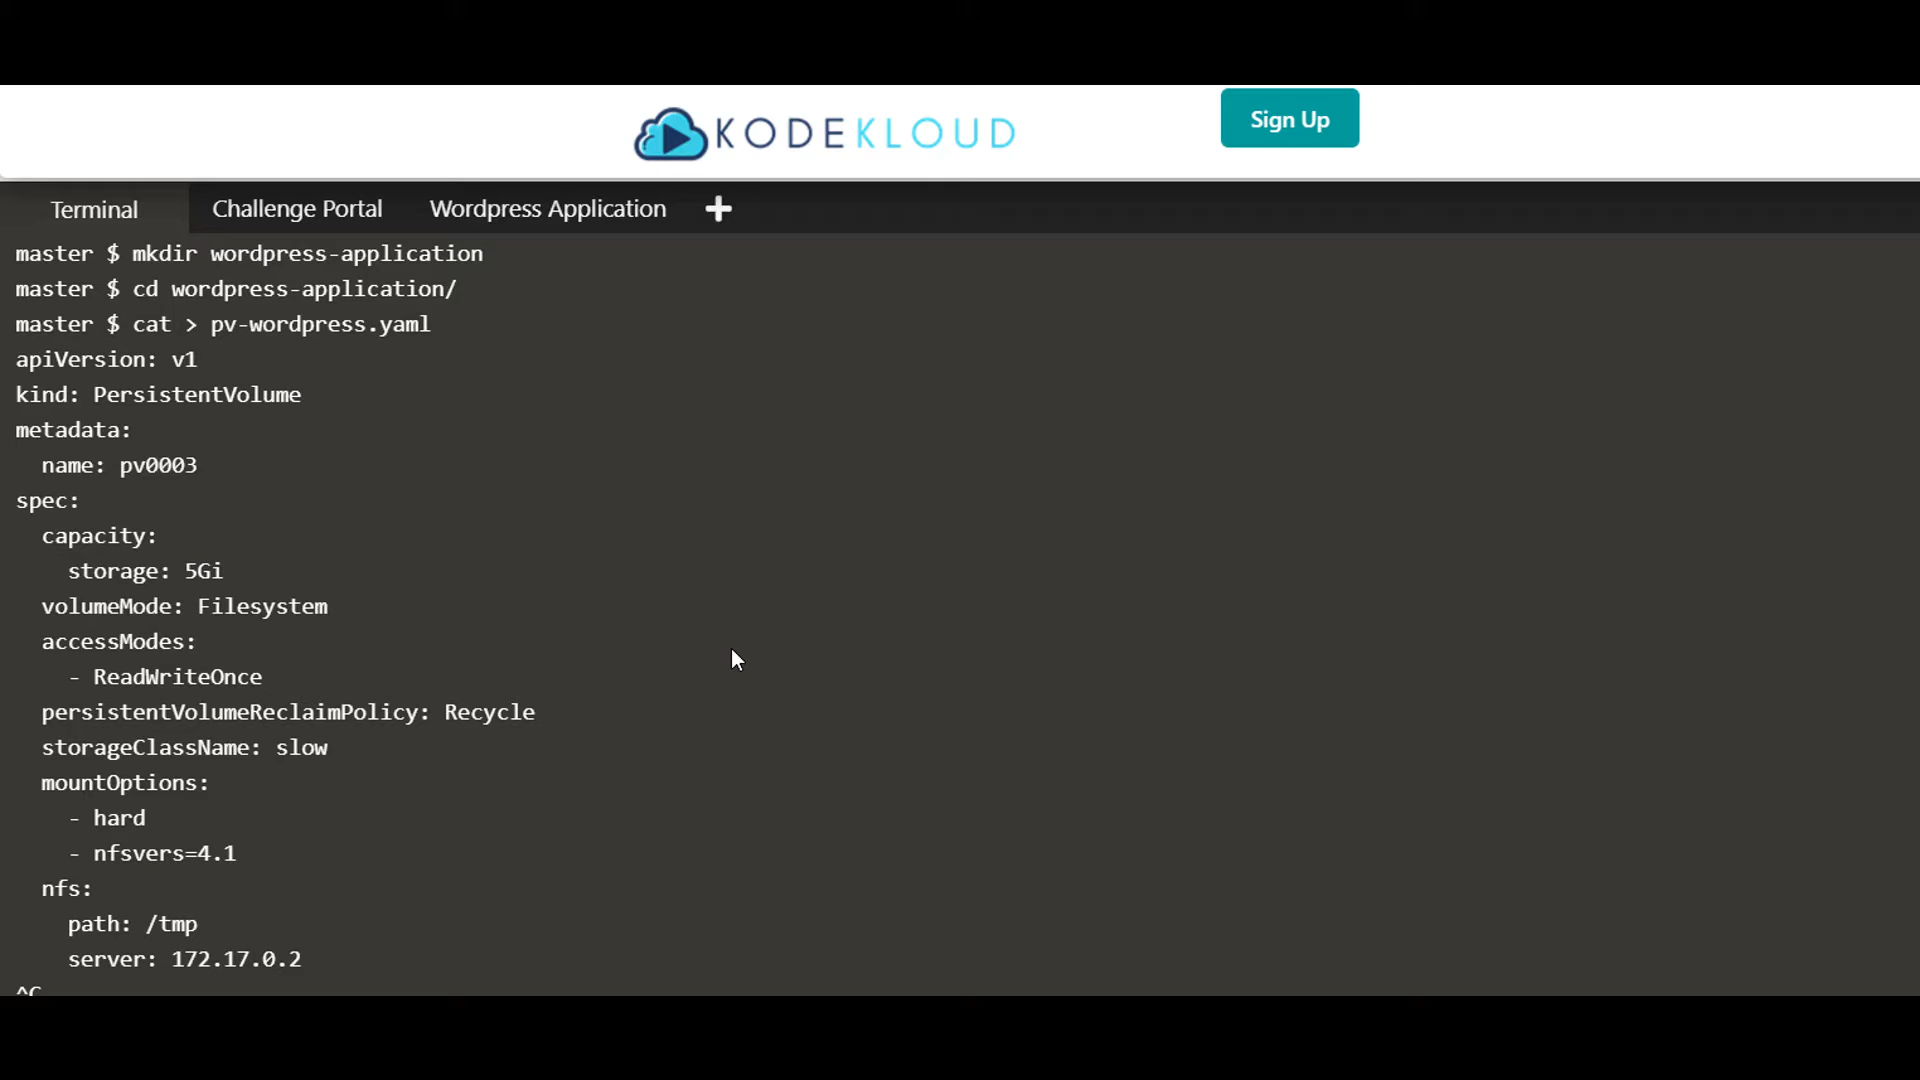 KODEKLOUD
Sign Up
Terminal
Challenge Portal
Wordpress Application
master $ mkdir wordpress-application
master $ cd wordpress-application/
master $ cat > pv-wordpress.yaml
apiVersion: v1
kind: PersistentVolume
metadata:
  name: pv0003
spec:
  capacity:
    storage: 5Gi
  volumeMode: Filesystem
  accessModes:
    - ReadWriteOnce
  persistentVolumeReclaimPolicy: Recycle
  storageClassName: slow
  mountOptions:
    - hard
    - nfsvers=4.1
  nfs:
    path: /tmp
    server: 172.17.0.2
^C